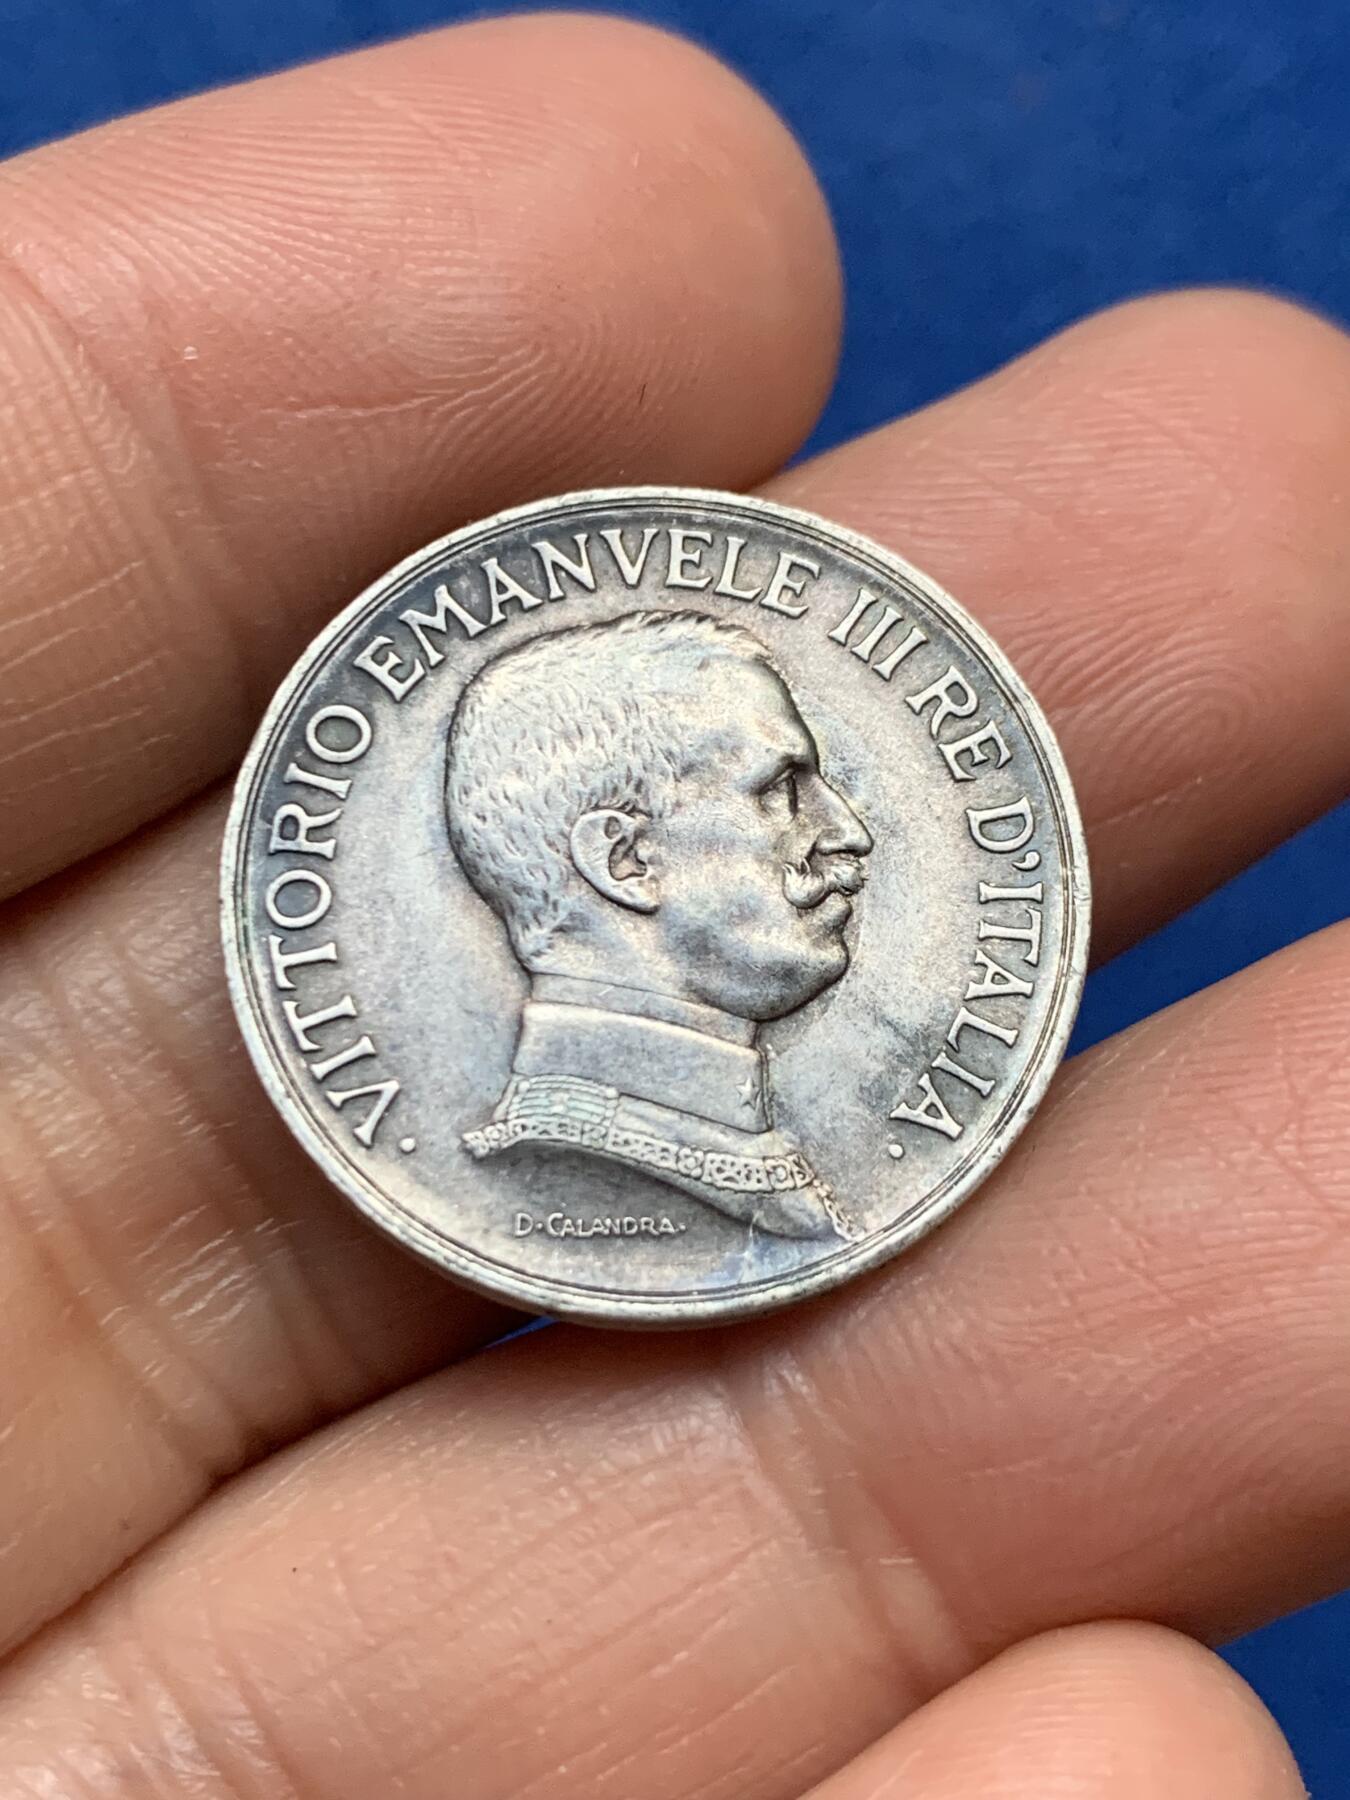 · VITTORIO EMANVELE III RE D'ITALIA ·
D·CALANDRA·